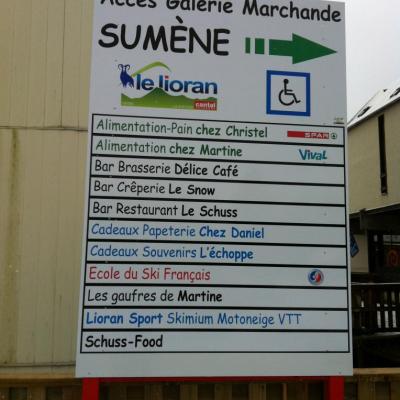 Accès Galerie Marchande
SUMÈNE
le lioran
cantal
Alimentation-Pain chez Christel SPAR
Alimentation chez Martine Vival
Bar Brasserie Délice Café
Bar Crêperie Le Snow
Bar Restaurant Le Schuss
Cadeaux Papeterie Chez Daniel
Cadeaux Souvenirs L'échoppe
Ecole du Ski Français
Les gaufres de Martine
Lioran Sport Skimium Motoneige VTT
Schuss-Food